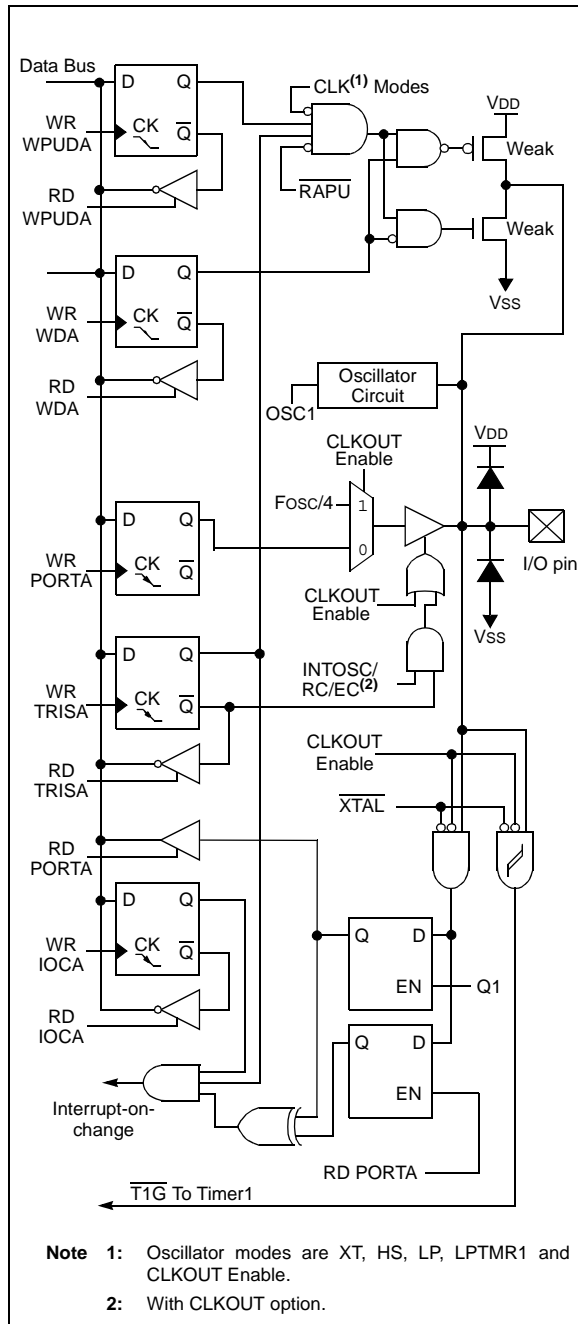 Data Bus
D Q
CLK(1) Modes
VDD
WR
WPUDA
CK Q
Weak
RD
WPUDA
RAPU
Weak
VSS
D Q
WR
WDA
CK Q
RD
WDA
Oscillator
Circuit
OSC1
CLKOUT
Enable
VDD
FOSC/4
1
0
D Q
WR
PORTA
CK Q
I/O pin
CLKOUT
Enable
VSS
D Q
WR
TRISA
CK Q
INTOSC/
RC/EC(2)
RD
TRISA
CLKOUT
Enable
XTAL
RD
PORTA
D Q
WR
IOCA
CK Q
Q D
EN
Q1
RD
IOCA
Q D
EN
Interrupt-on-
change
RD PORTA
T1G To Timer1
Note 1: Oscillator modes are XT, HS, LP, LPTMR1 and
CLKOUT Enable.
2: With CLKOUT option.